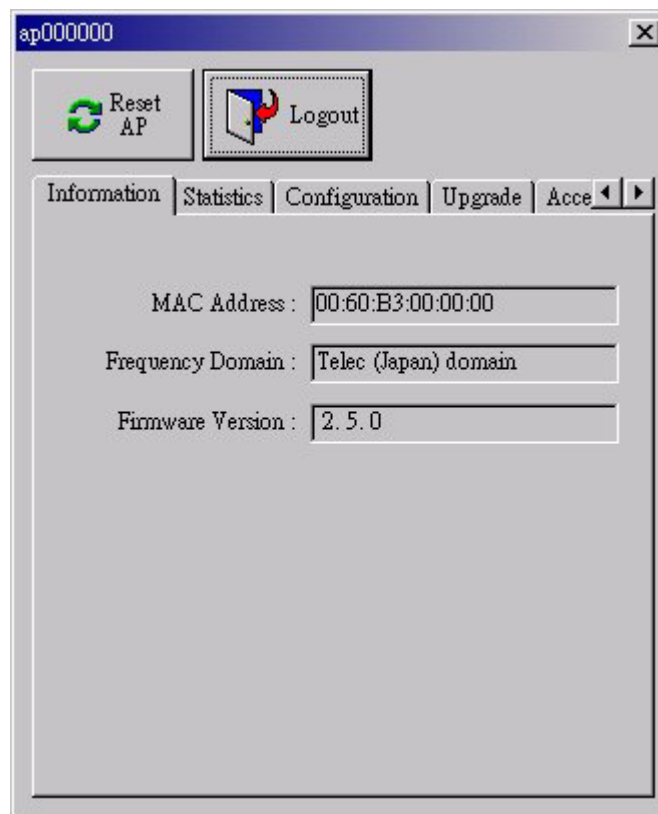 ap000000
Reset
AP
Logout
Information Statistics Configuration Upgrade Acce
MAC Address : 00:60:B3:00:00:00
Frequency Domain : Telec (Japan) domain
Firmware Version : 2. 5. 0